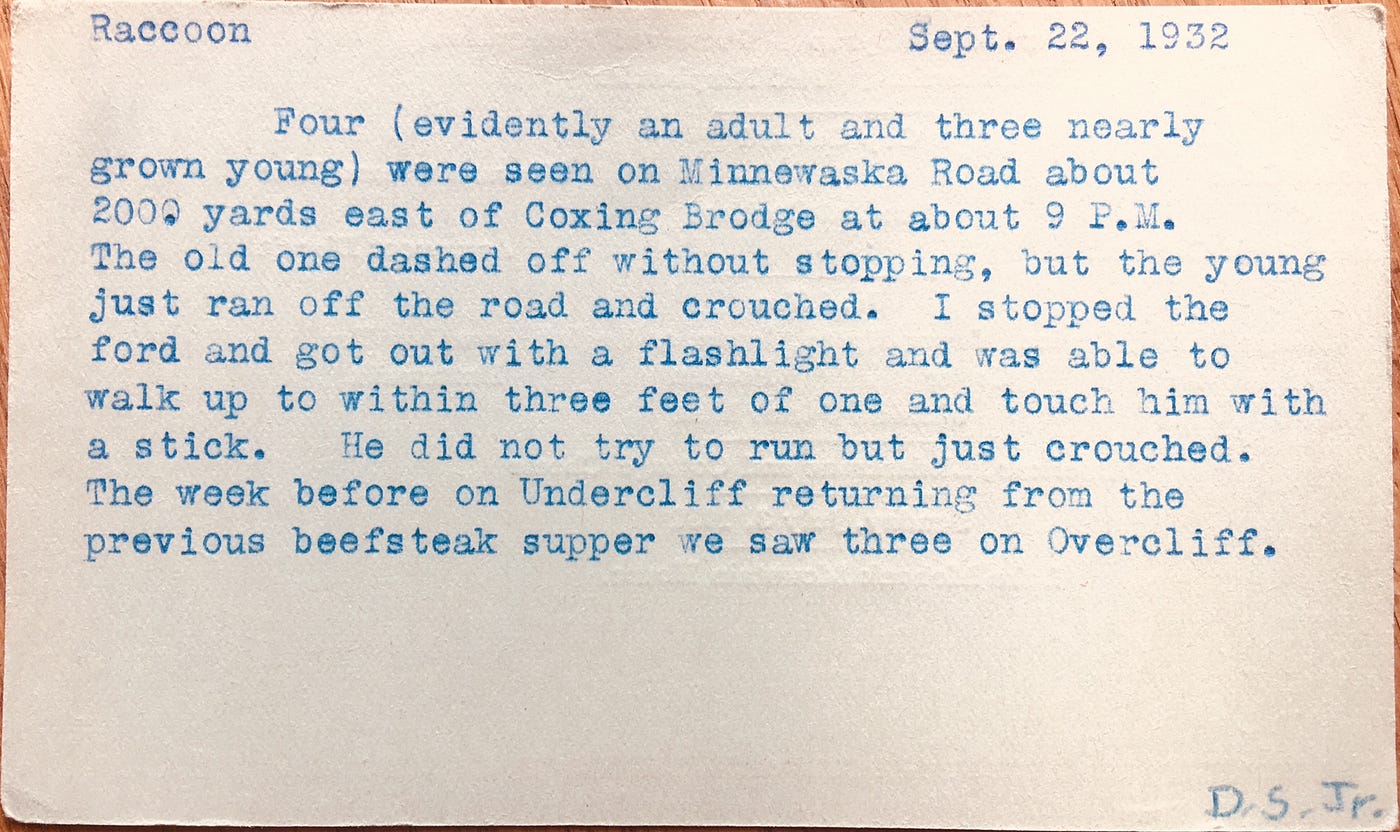 Raccoon Sept. 22, 1932
Four (evidently an adult and three nearly
grown young) were seen on Minnewaska Road about
2000 yards east of Coxing Brodge at about 9 P.M.
The old one dashed off without stopping, but the young
just ran off the road and crouched. I stopped the
ford and got out with a flashlight and was able to
walk up to within three feet of one and touch him with
a stick. He did not try to run but just crouched.
The week before on Undercliff returning from the
previous beefsteak supper we saw three on Overcliff.
D. S. Jr.